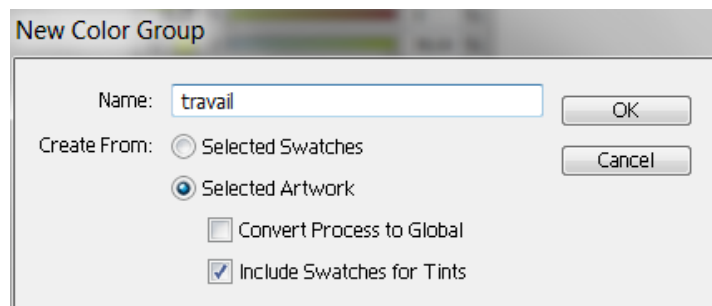 New Color Group
Name: travail
OK
Create From: Selected Swatches
Cancel
Selected Artwork
Convert Process to Global
Include Swatches for Tints